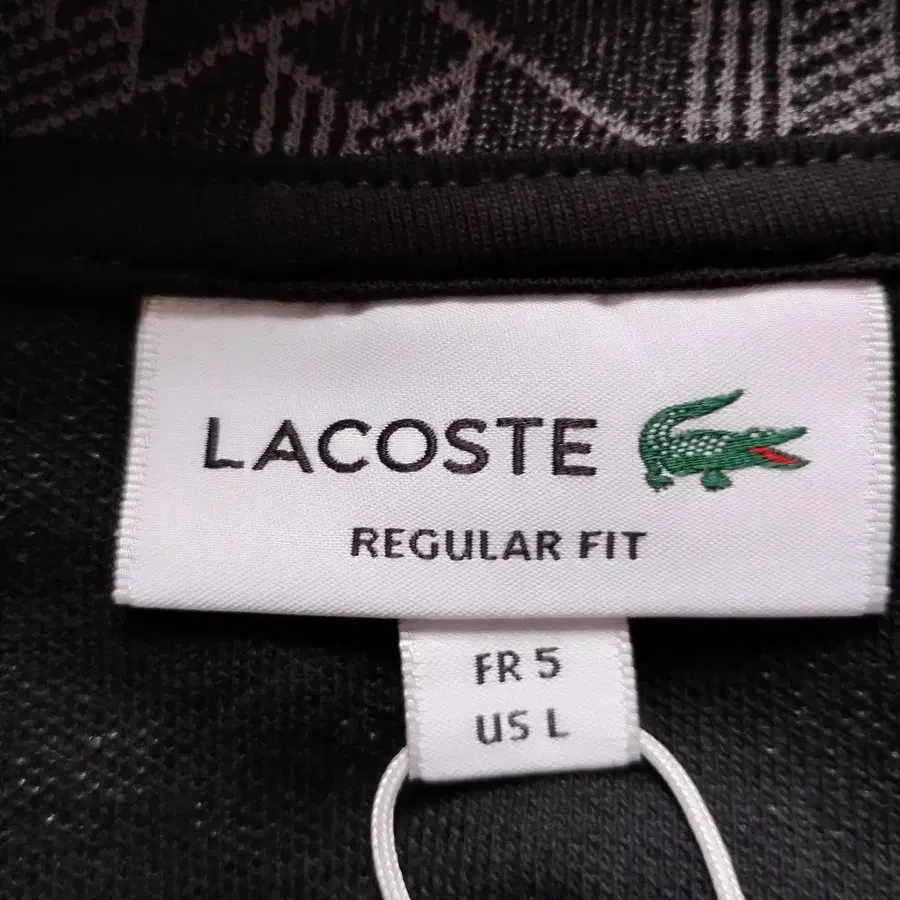 LACOSTE
REGULAR FIT
FR 5
US L